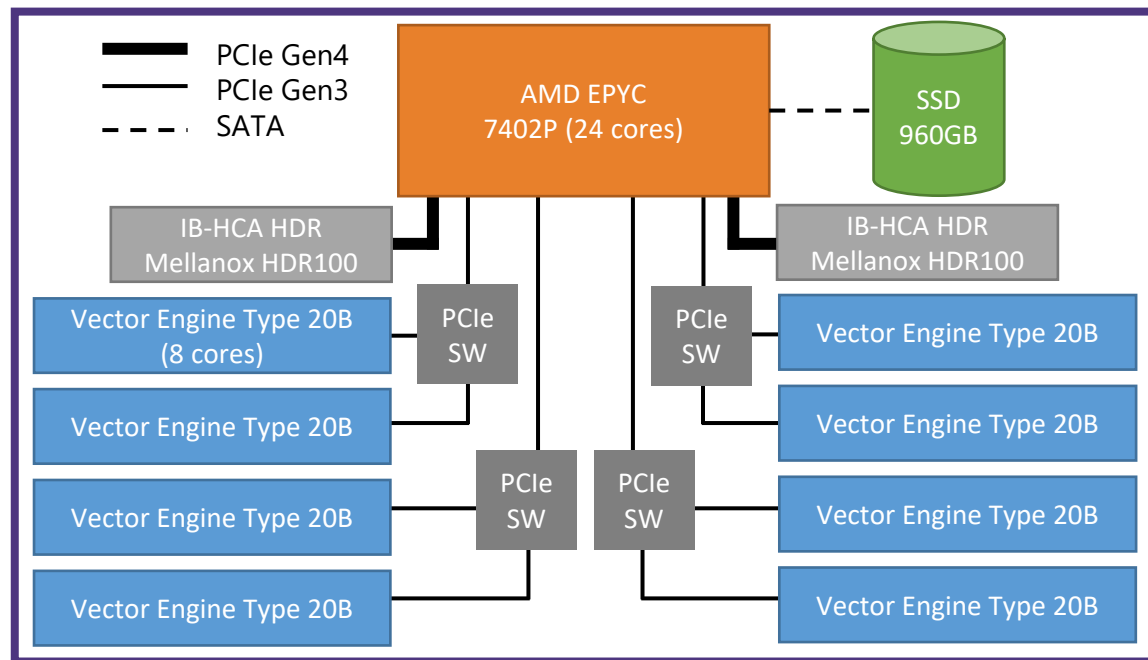 PCIe Gen4
PCIe Gen3
SATA
AMD EPYC
7402P (24 cores)
SSD
960GB
IB-HCA HDR
Mellanox HDR100
IB-HCA HDR
Mellanox HDR100
Vector Engine Type 20B
(8 cores)
PCIe
SW
PCIe
SW
Vector Engine Type 20B
Vector Engine Type 20B
Vector Engine Type 20B
Vector Engine Type 20B
PCIe
SW
PCIe
SW
Vector Engine Type 20B
Vector Engine Type 20B
Vector Engine Type 20B